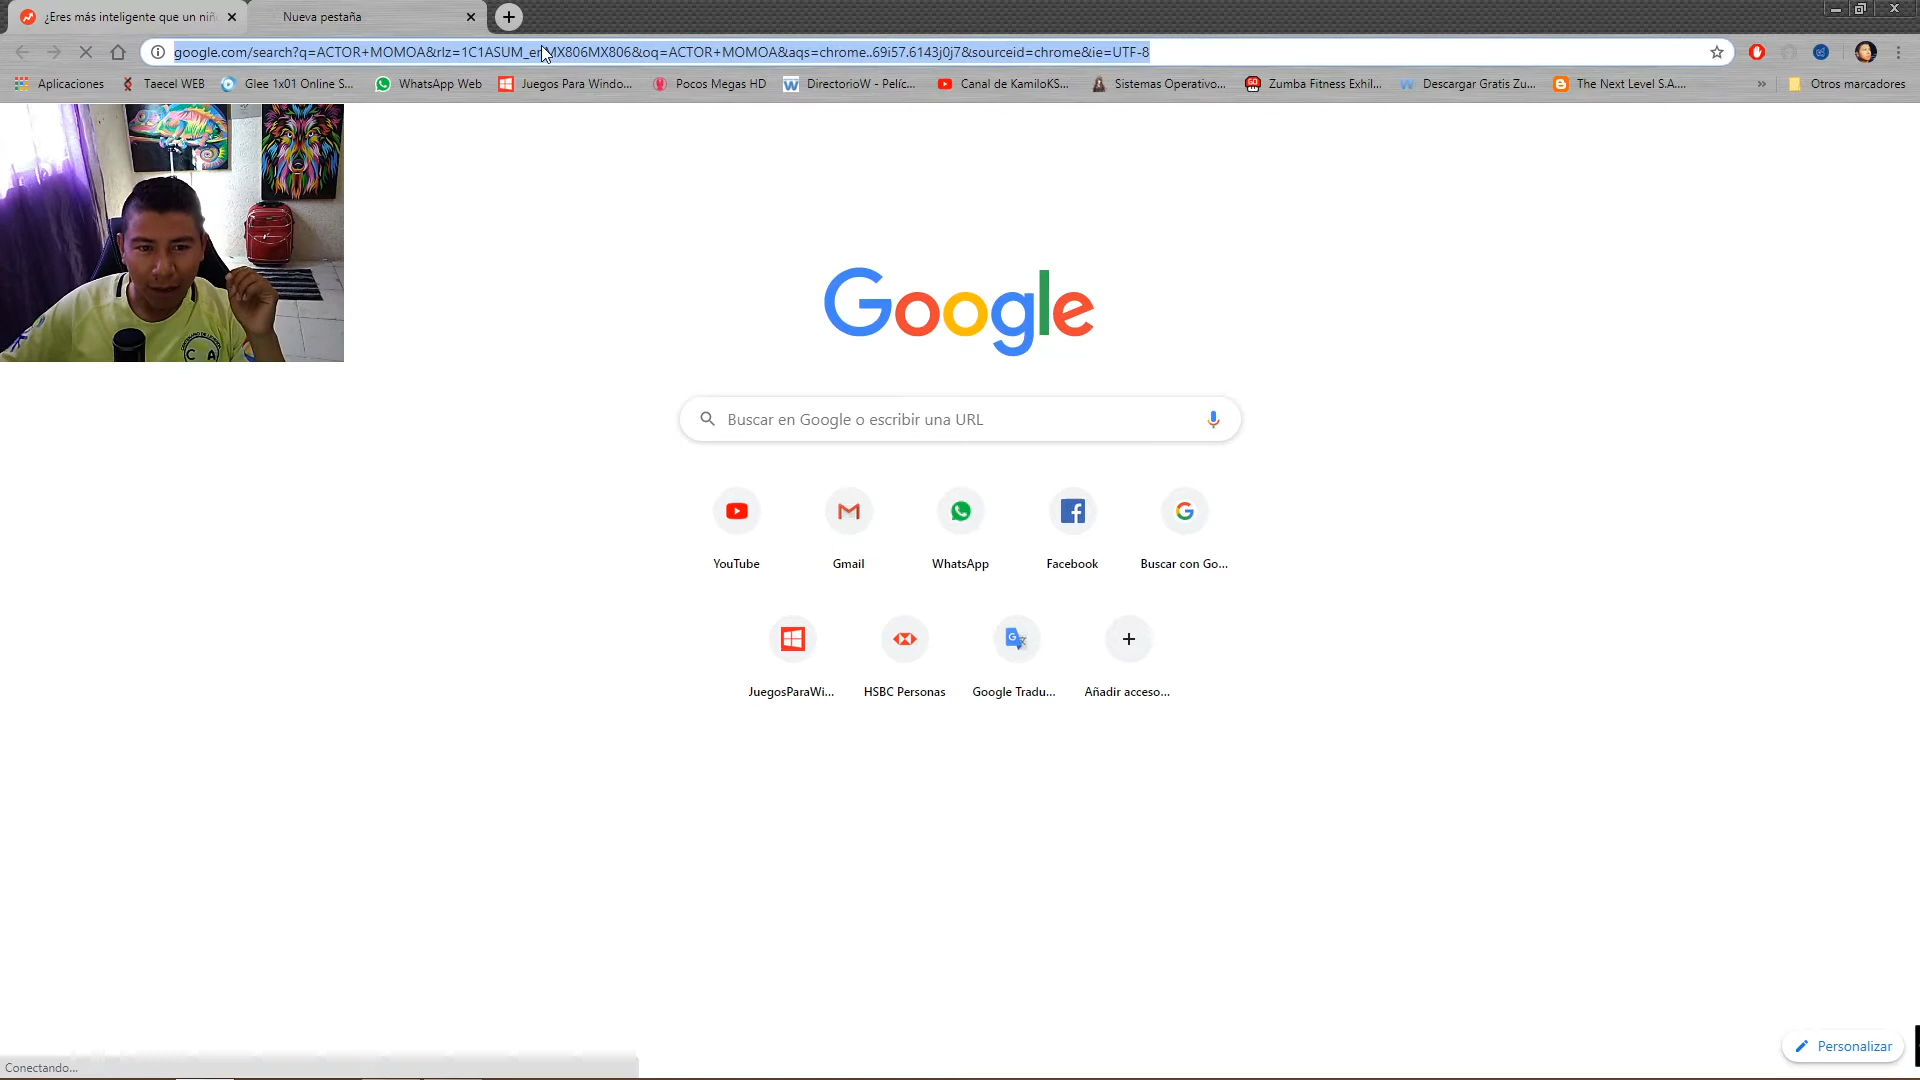 ¿Eres más inteligente que un niñ
Nueva pestaña
google.com/search?q=ACTOR+MOMOA&rlz=1C1ASUM_enMX806MX806&oq=ACTOR+MOMOA&aqs=chrome..69i57.6143j0j7&sourceid=chrome&ie=UTF-8
Aplicaciones
Taecel WEB
Glee 1x01 Online S...
WhatsApp Web
Juegos Para Windo...
Pocos Megas HD
DirectorioW - Pelíc...
Canal de KamiloKS...
Sistemas Operativo...
Zumba Fitness Exhil...
Descargar Gratis Zu...
The Next Level S.A....
»
Otros marcadores
C A
Google
Buscar en Google o escribir una URL
YouTube
Gmail
WhatsApp
Facebook
Buscar con Go...
JuegosParaWi...
HSBC Personas
Google Tradu...
Añadir acceso...
Personalizar
Conectando...